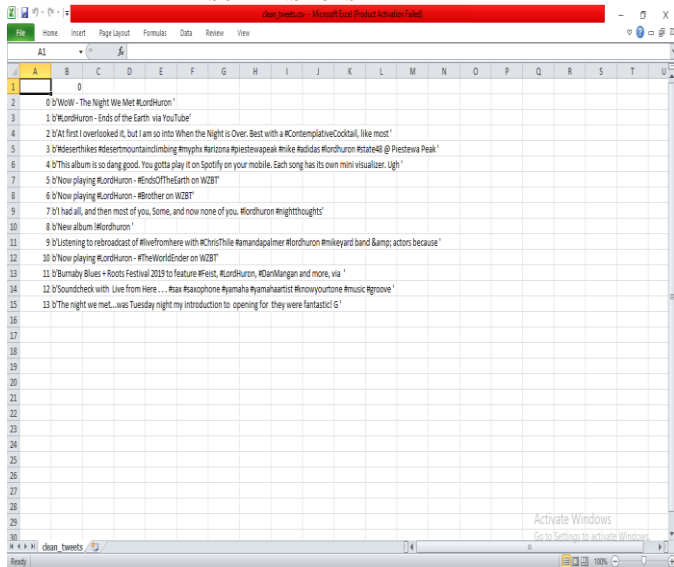 clean_tweets.csv - Microsoft Excel (Product Activation Failed)
File Home Insert Page Layout Formulas Data Review View
A1 fx
A B C D E F G H I J K L M N O P Q R S T U
1 0
2 0 b'WoW - The Night We Met #LordHuron '
3 1 b'#LordHuron - Ends of the Earth via YouTube'
4 2 b'At first I overlooked it, but I am so into When the Night is Over. Best with a #ContemplativeCocktail, like most '
5 3 b'#deserthikes #desertmountainclimbing #myphx #arizona #piestewapeak #nike #adidas #lordhuron #state48 @ Piestewa Peak '
6 4 b'This album is so dang good. You gotta play it on Spotify on your mobile. Each song has its own mini visualizer. Ugh '
7 5 b'Now playing #LordHuron - #EndsOfTheEarth on WZBT'
8 6 b'Now playing #LordHuron - #Brother on WZBT'
9 7 b'I had all, and then most of you, Some, and now none of you. #lordhuron #nightthoughts'
10 8 b'New album !#lordhuron '
11 9 b'Listening to rebroadcast of #livefromhere with #ChrisThile #amandapalmer #lordhuron #mikeyard band &amp; actors because '
12 10 b'Now playing #LordHuron - #TheWorldEnder on WZBT'
13 11 b'Burnaby Blues + Roots Festival 2019 to feature #Feist, #LordHuron, #DanMangan and more, via '
14 12 b'Soundcheck with Live from Here . . . #sax #saxophone #yamaha #yamahaartist #knowyourtone #music #groove '
15 13 b'The night we met...was Tuesday night my introduction to opening for they were fantastic! G '
16
17
18
19
20
21
22
23
24
25
26
27
28
29
30
Activate Windows
Go to Settings to activate Windows.
clean_tweets
Ready 100%